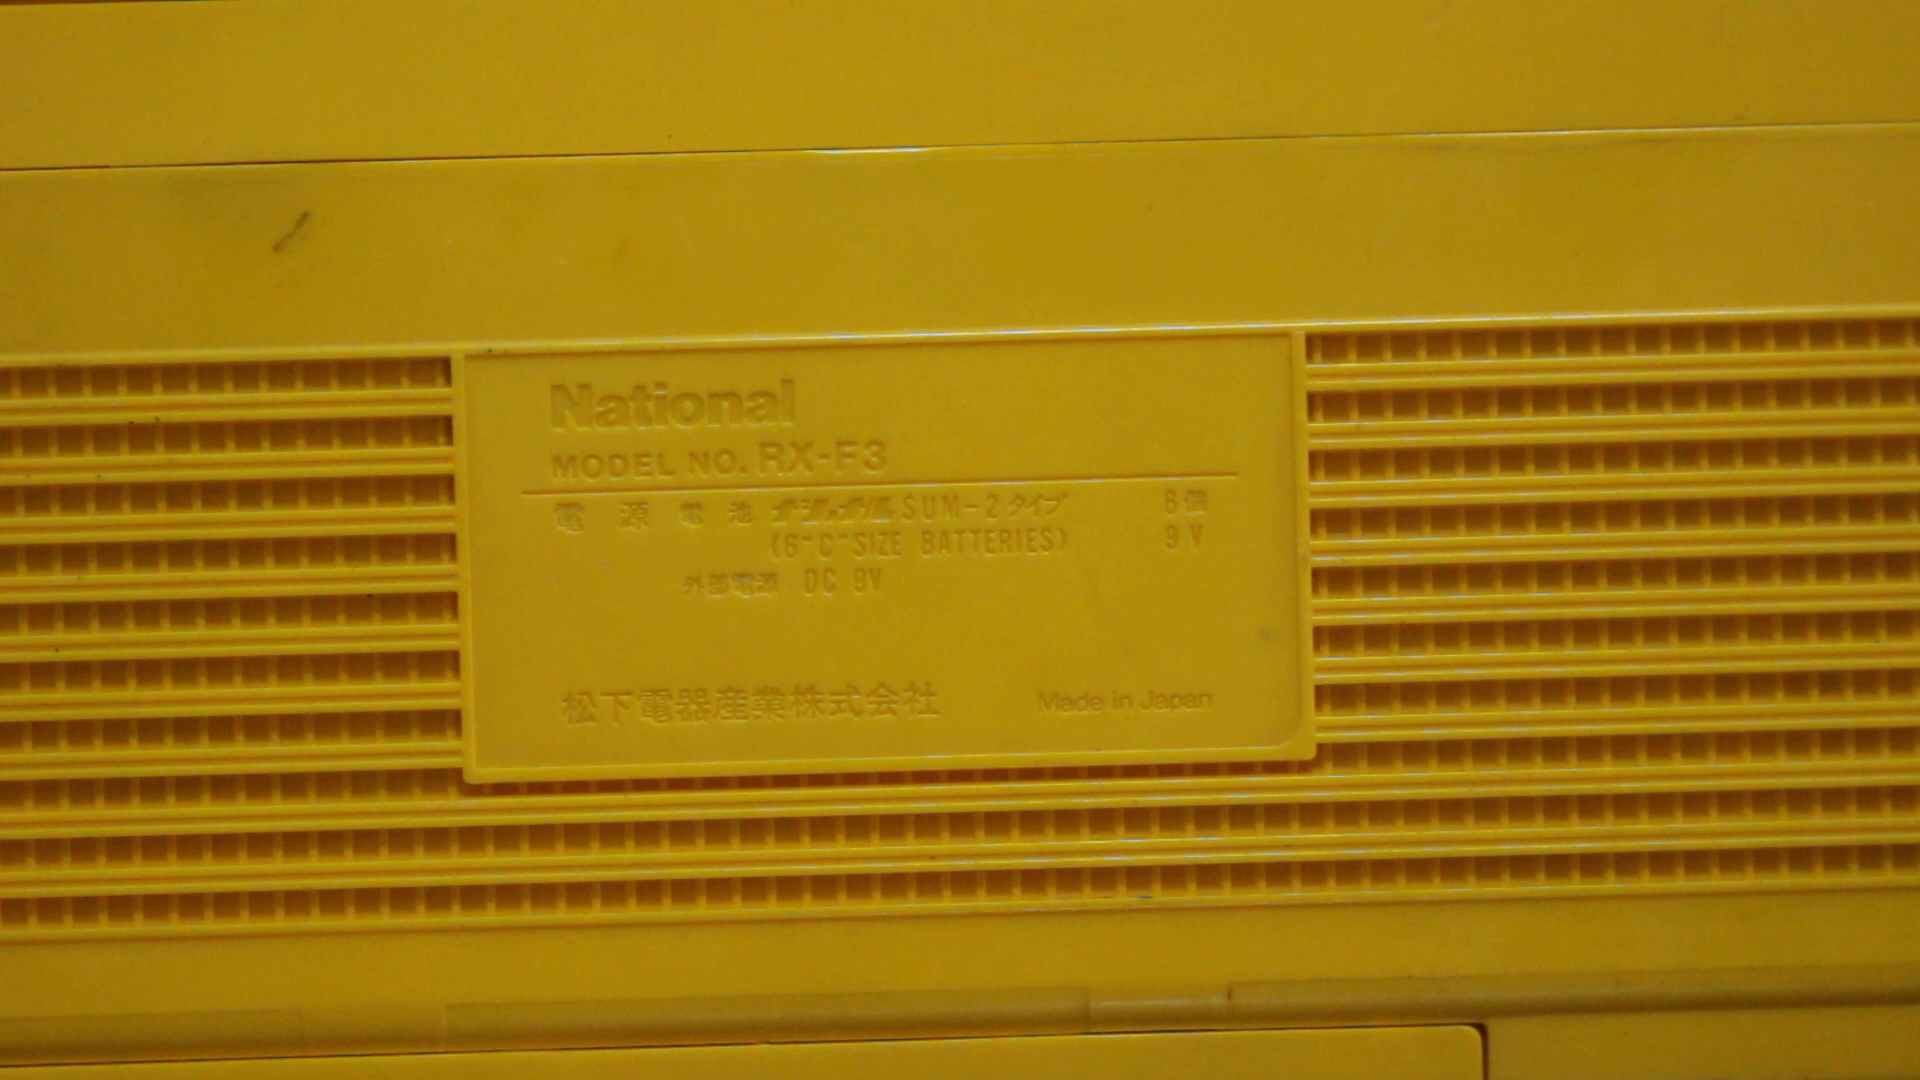 National
MODEL NO. RX-F3
電源 電池 ナショナル SUM-2タイプ 6個
(6"C"SIZE BATTERIES) 9V
外部電源 DC 9V
松下電器産業株式会社 Made in Japan